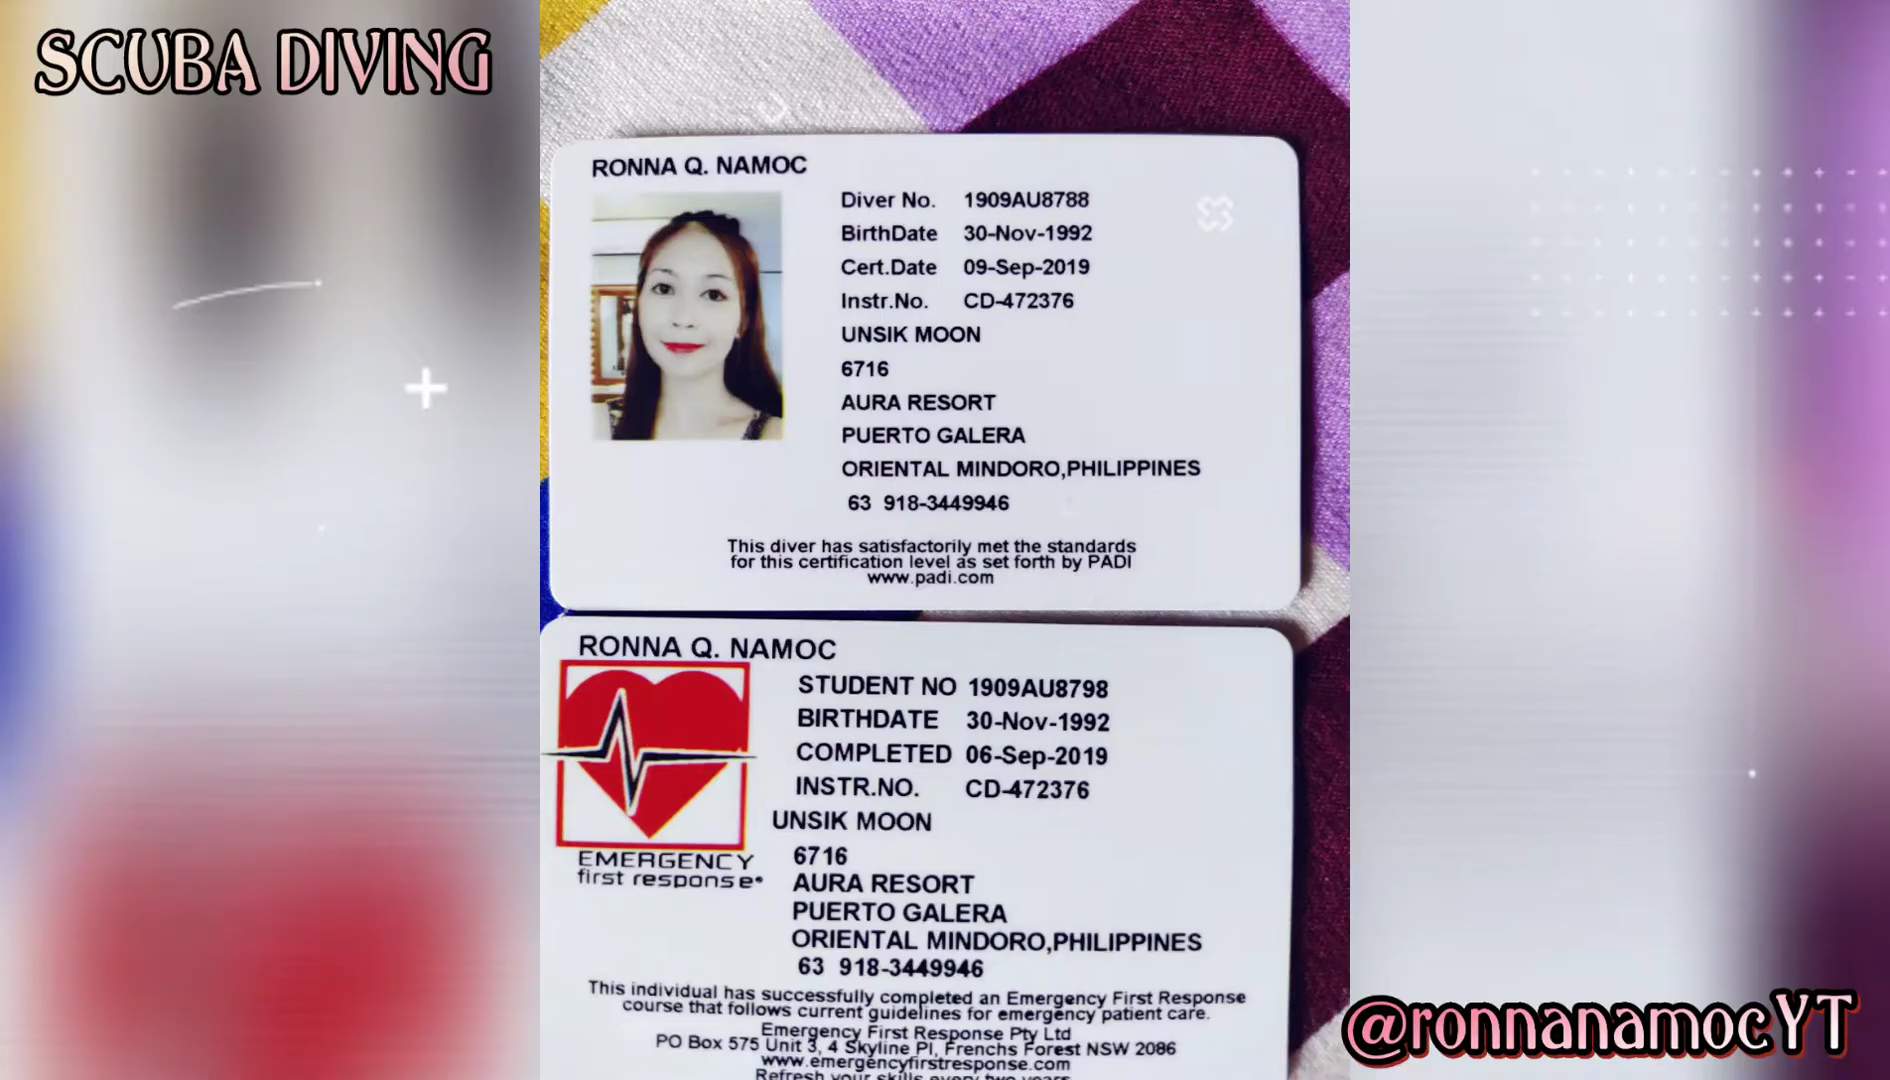 SCUBA DIVING
RONNA Q. NAMOC
Diver No. 1909AU8788
BirthDate 30-Nov-1992
Cert.Date 09-Sep-2019
Instr.No. CD-472376
UNSIK MOON
6716
AURA RESORT
PUERTO GALERA
ORIENTAL MINDORO,PHILIPPINES
63 918-3449946
This diver has satisfactorily met the standards
for this certification level as set forth by PADI
www.padi.com
RONNA Q. NAMOC
STUDENT NO 1909AU8798
BIRTHDATE 30-Nov-1992
COMPLETED 06-Sep-2019
INSTR.NO. CD-472376
UNSIK MOON
6716
EMERGENCY
first response®
AURA RESORT
PUERTO GALERA
ORIENTAL MINDORO,PHILIPPINES
63 918-3449946
This individual has successfully completed an Emergency First Response
course that follows current guidelines for emergency patient care.
Emergency First Response Pty Ltd
PO Box 575 Unit 3, 4 Skyline Pl, Frenchs Forest NSW 2086
www.emergencyfirstresponse.com
Refresh your skills every two years
@ronnanamocYT